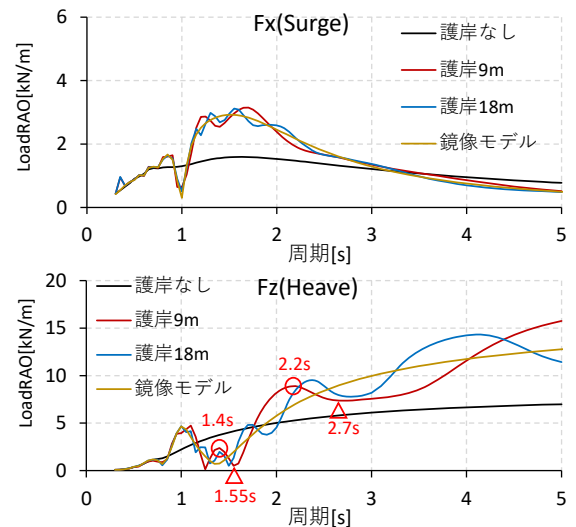 Fx(Surge)
LoadRAO[kN/m]
6
4
2
0
護岸なし
護岸9m
護岸18m
鏡像モデル
0 1 2 3 4 5
周期[s]
Fz(Heave)
LoadRAO[kN/m]
20
15
10
5
0
護岸なし
護岸9m
護岸18m
鏡像モデル
2.2s
1.4s
2.7s
1.55s
0 1 2 3 4 5
周期[s]